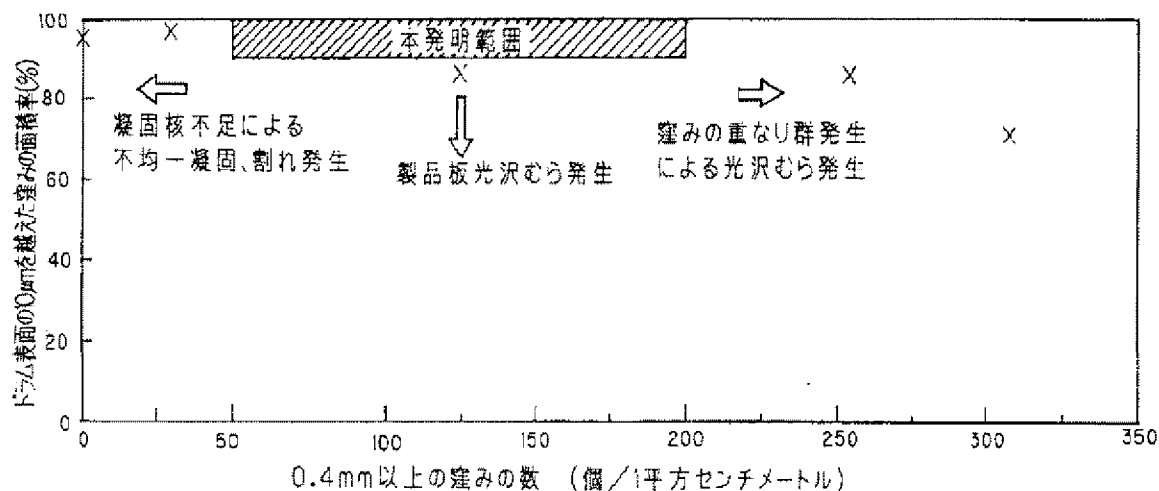 ドラム表面の10μmを越えた窪みの面積率(%)
100
80
60
40
20
0
本発明範囲
凝固核不足による
不均一凝固、割れ発生
製品板光沢むら発生
窪みの重なり群発生
による光沢むら発生
0
50
100
150
200
250
300
350
0.4mm以上の窪みの数 (個/1平方センチメートル)